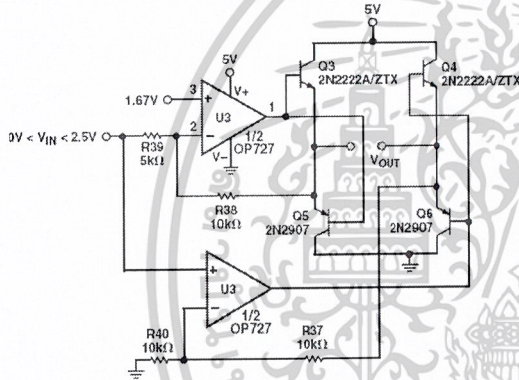 5V
Q3
2N2222A/ZTX
Q4
2N2222A/ZTX
5V
V+
1.67V
3
+
1
U3
2
-
1/2
OP727
V-
0V < VIN < 2.5V
R39
5kΩ
VOUT
R38
10kΩ
Q5
2N2907
Q6
2N2907
+
U3
-
1/2
OP727
R40
10kΩ
R37
10kΩ